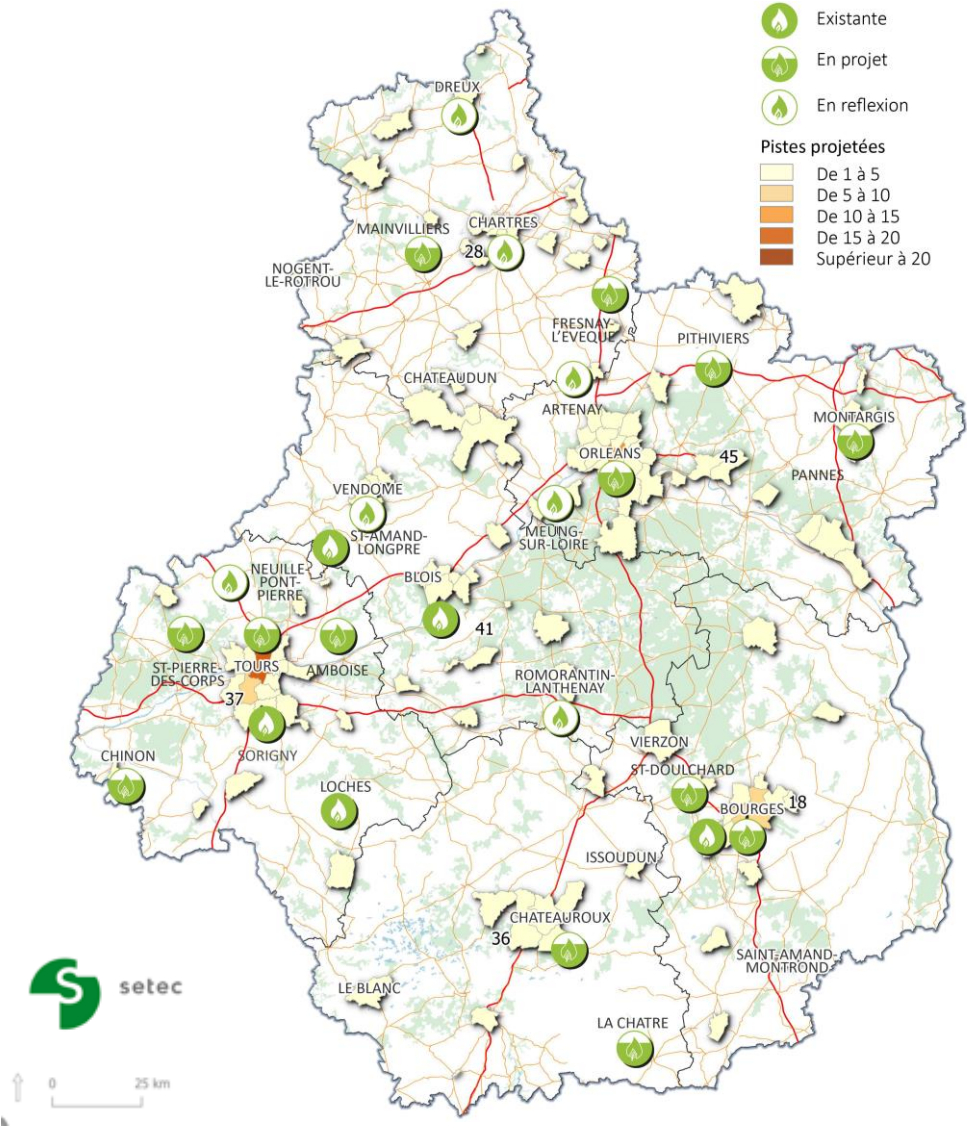 Existante
En projet
En reflexion
Pistes projetées
De 1 à 5
De 5 à 10
De 10 à 15
De 15 à 20
Supérieur à 20
DREUX
MAINVILLIERS
CHARTRES
28
NOGENT-
LE-ROTROU
FRESNAY-
L'EVEQUE
PITHIVIERS
CHATEAUDUN
ARTENAY
MONTARGIS
ORLEANS
45
PANNES
VENDOME
MEUNG-
SUR-LOIRE
ST-AMAND-
LONGPRE
NEUILLE-
PONT-
PIERRE
BLOIS
41
ST-PIERRE-
DES-CORPS
TOURS
AMBOISE
ROMORANTIN-
LANTHENAY
37
SORIGNY
VIERZON
CHINON
ST-DOULCHARD
LOCHES
BOURGES
18
ISSOUDUN
CHATEAUROUX
36
SAINT-AMAND-
MONTROND
LE BLANC
LA CHATRE
S setec
0 25 km